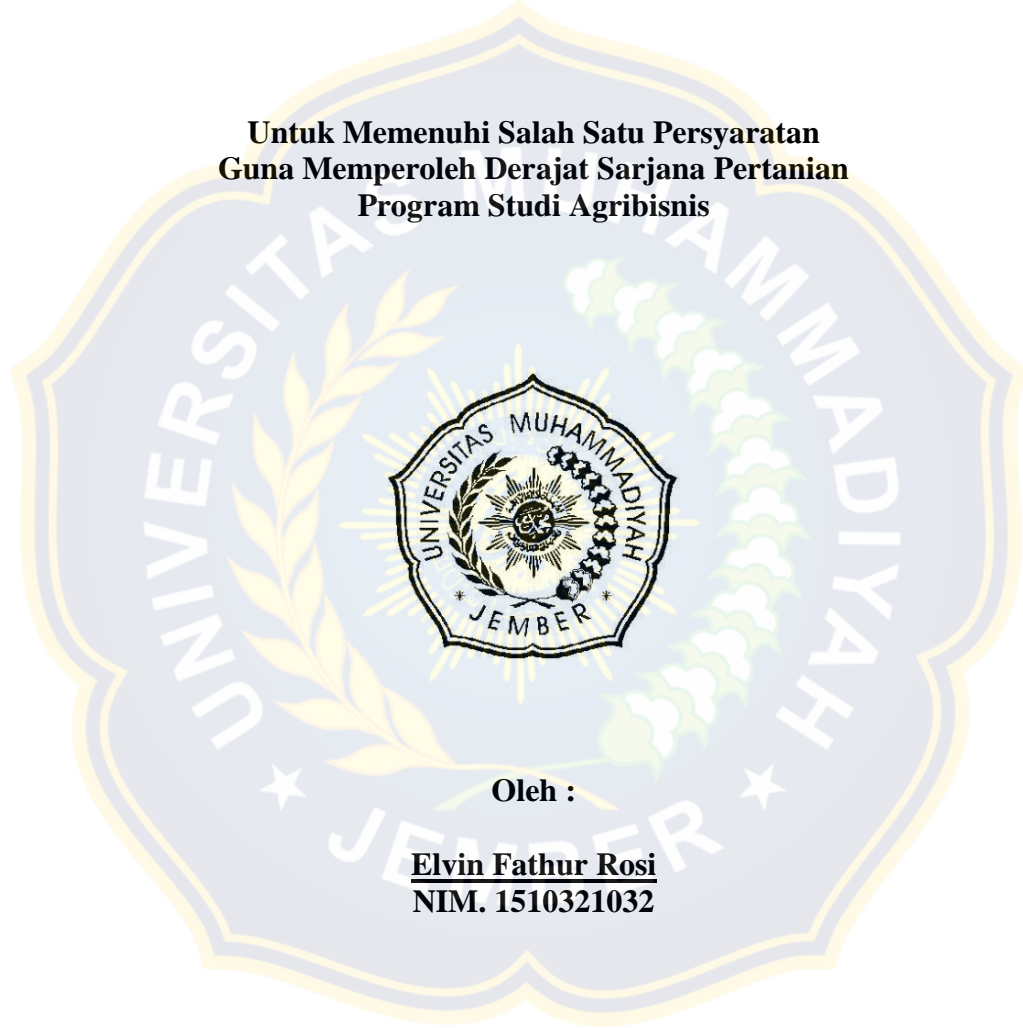 Untuk Memenuhi Salah Satu Persyaratan
Guna Memperoleh Derajat Sarjana Pertanian
Program Studi Agribisnis
UNIVERSITAS MUHAMMADIYAH
JEMBER
UNIVERSITAS MUHAMMADIYAH
JEMBER
Oleh :
Elvin Fathur Rosi
NIM. 1510321032